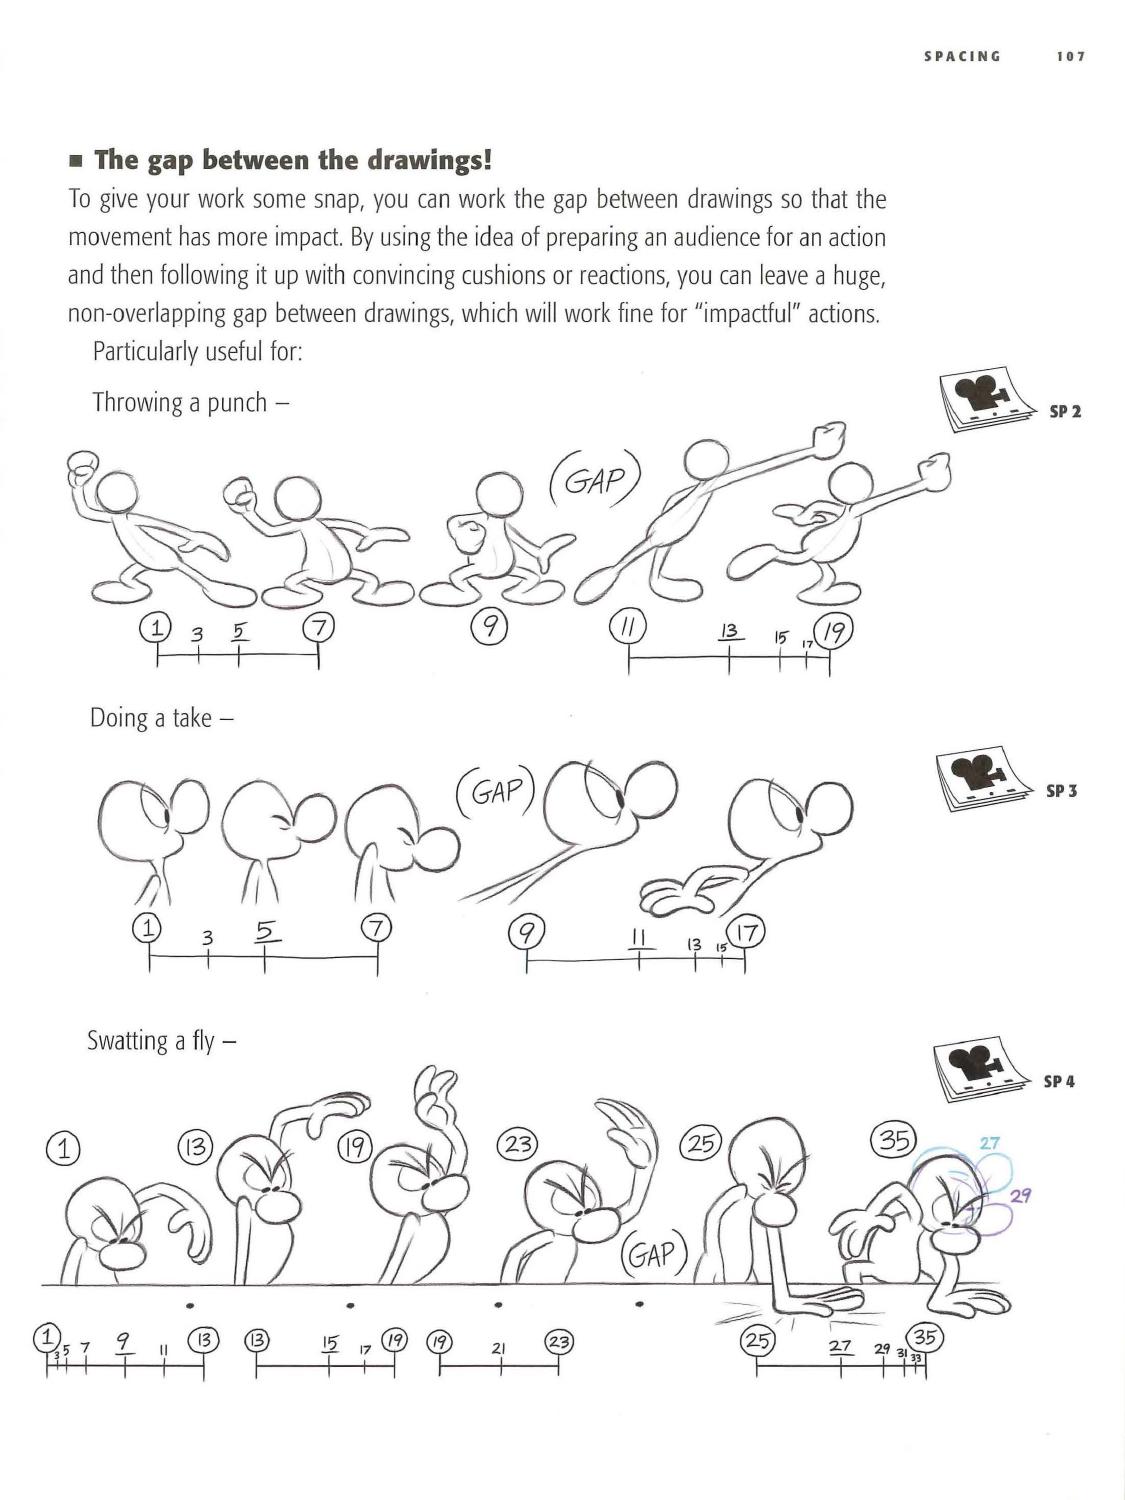 SPACING 107
■ The gap between the drawings!
To give your work some snap, you can work the gap between drawings so that the
movement has more impact. By using the idea of preparing an audience for an action
and then following it up with convincing cushions or reactions, you can leave a huge,
non-overlapping gap between drawings, which will work fine for “impactful” actions.
Particularly useful for:
Throwing a punch –
SP 2
(GAP)
1 3 5 7 9 11 13 15 17 19
Doing a take –
SP 3
(GAP)
1 3 5 7 9 11 13 15 17
Swatting a fly –
SP 4
1 13 19 23 25 35 27
29
(GAP)
1 3 5 7 9 11 13 13 15 17 19 19 21 23 25 27 29 31 33 35